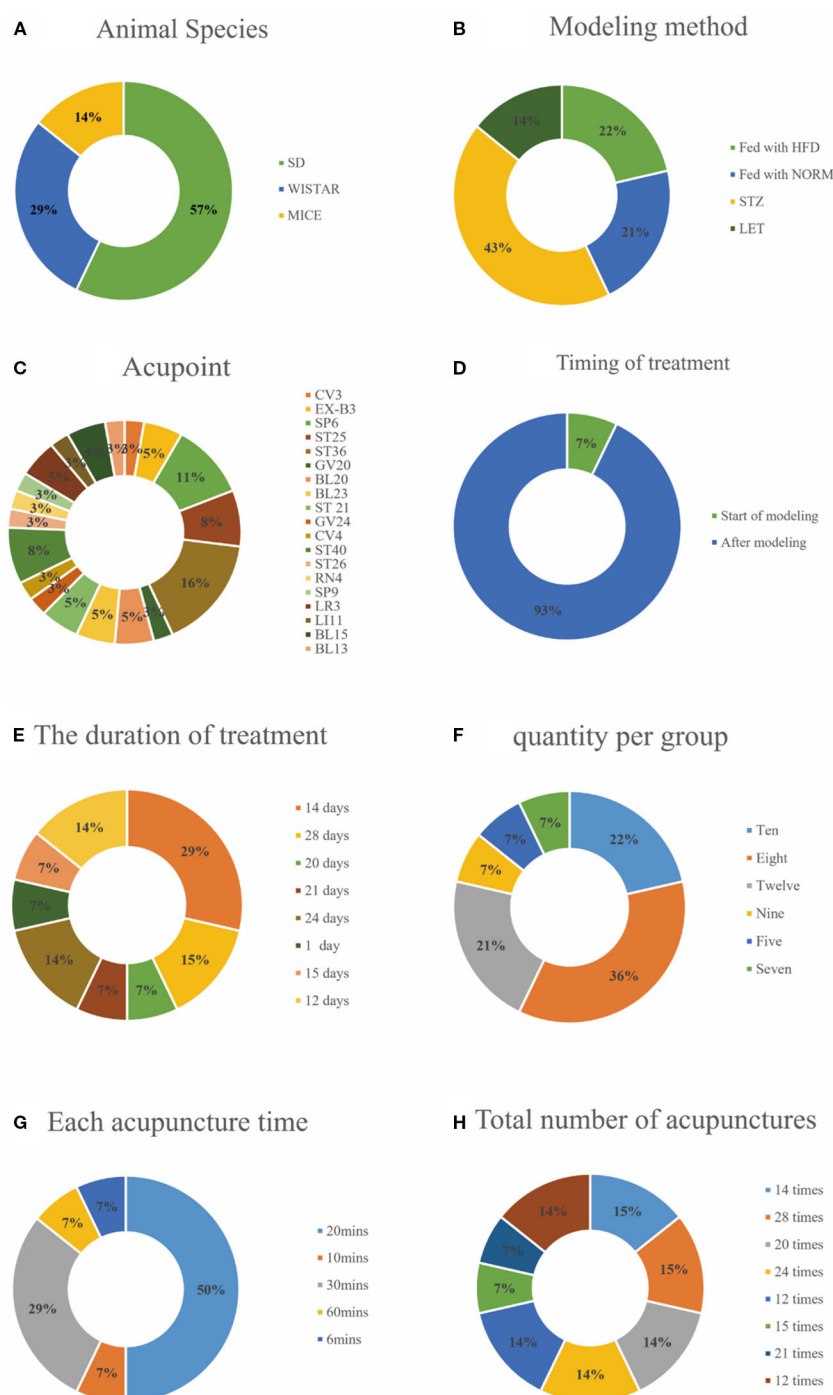 A Animal Species
14%
29%
57%
SD
WISTAR
MICE
B Modeling method
14%
22%
43%
21%
Fed with HFD
Fed with NORM
STZ
LET
C Acupoint
3%
5%
11%
8%
16%
3%
5%
5%
5%
3%
3%
8%
3%
3%
3%
5%
3%
5%
3%
CV3
EX-B3
SP6
ST25
ST36
GV20
BL20
BL23
ST 21
GV24
CV4
ST40
ST26
RN4
SP9
LR3
LI11
BL15
BL13
D Timing of treatment
7%
93%
Start of modeling
After modeling
E The duration of treatment
14%
29%
7%
7%
14%
15%
7%
7%
14 days
28 days
20 days
21 days
24 days
1 day
15 days
12 days
F quantity per group
7%
7%
22%
7%
21%
36%
Ten
Eight
Twelve
Nine
Five
Seven
G Each acupuncture time
7%
7%
50%
29%
7%
20mins
10mins
30mins
60mins
6mins
H Total number of acupunctures
14%
15%
7%
15%
7%
14%
14%
14%
14 times
28 times
20 times
24 times
12 times
15 times
21 times
12 times